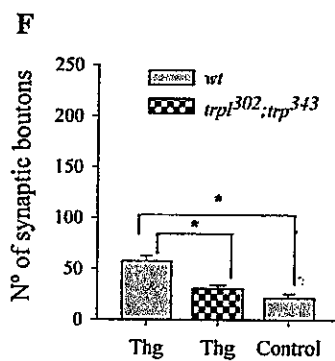 F
N° of synaptic boutons
250
200
150
100
50
0
wt
trpl³⁰²;trp³⁴³
*
*
Thg Thg Control